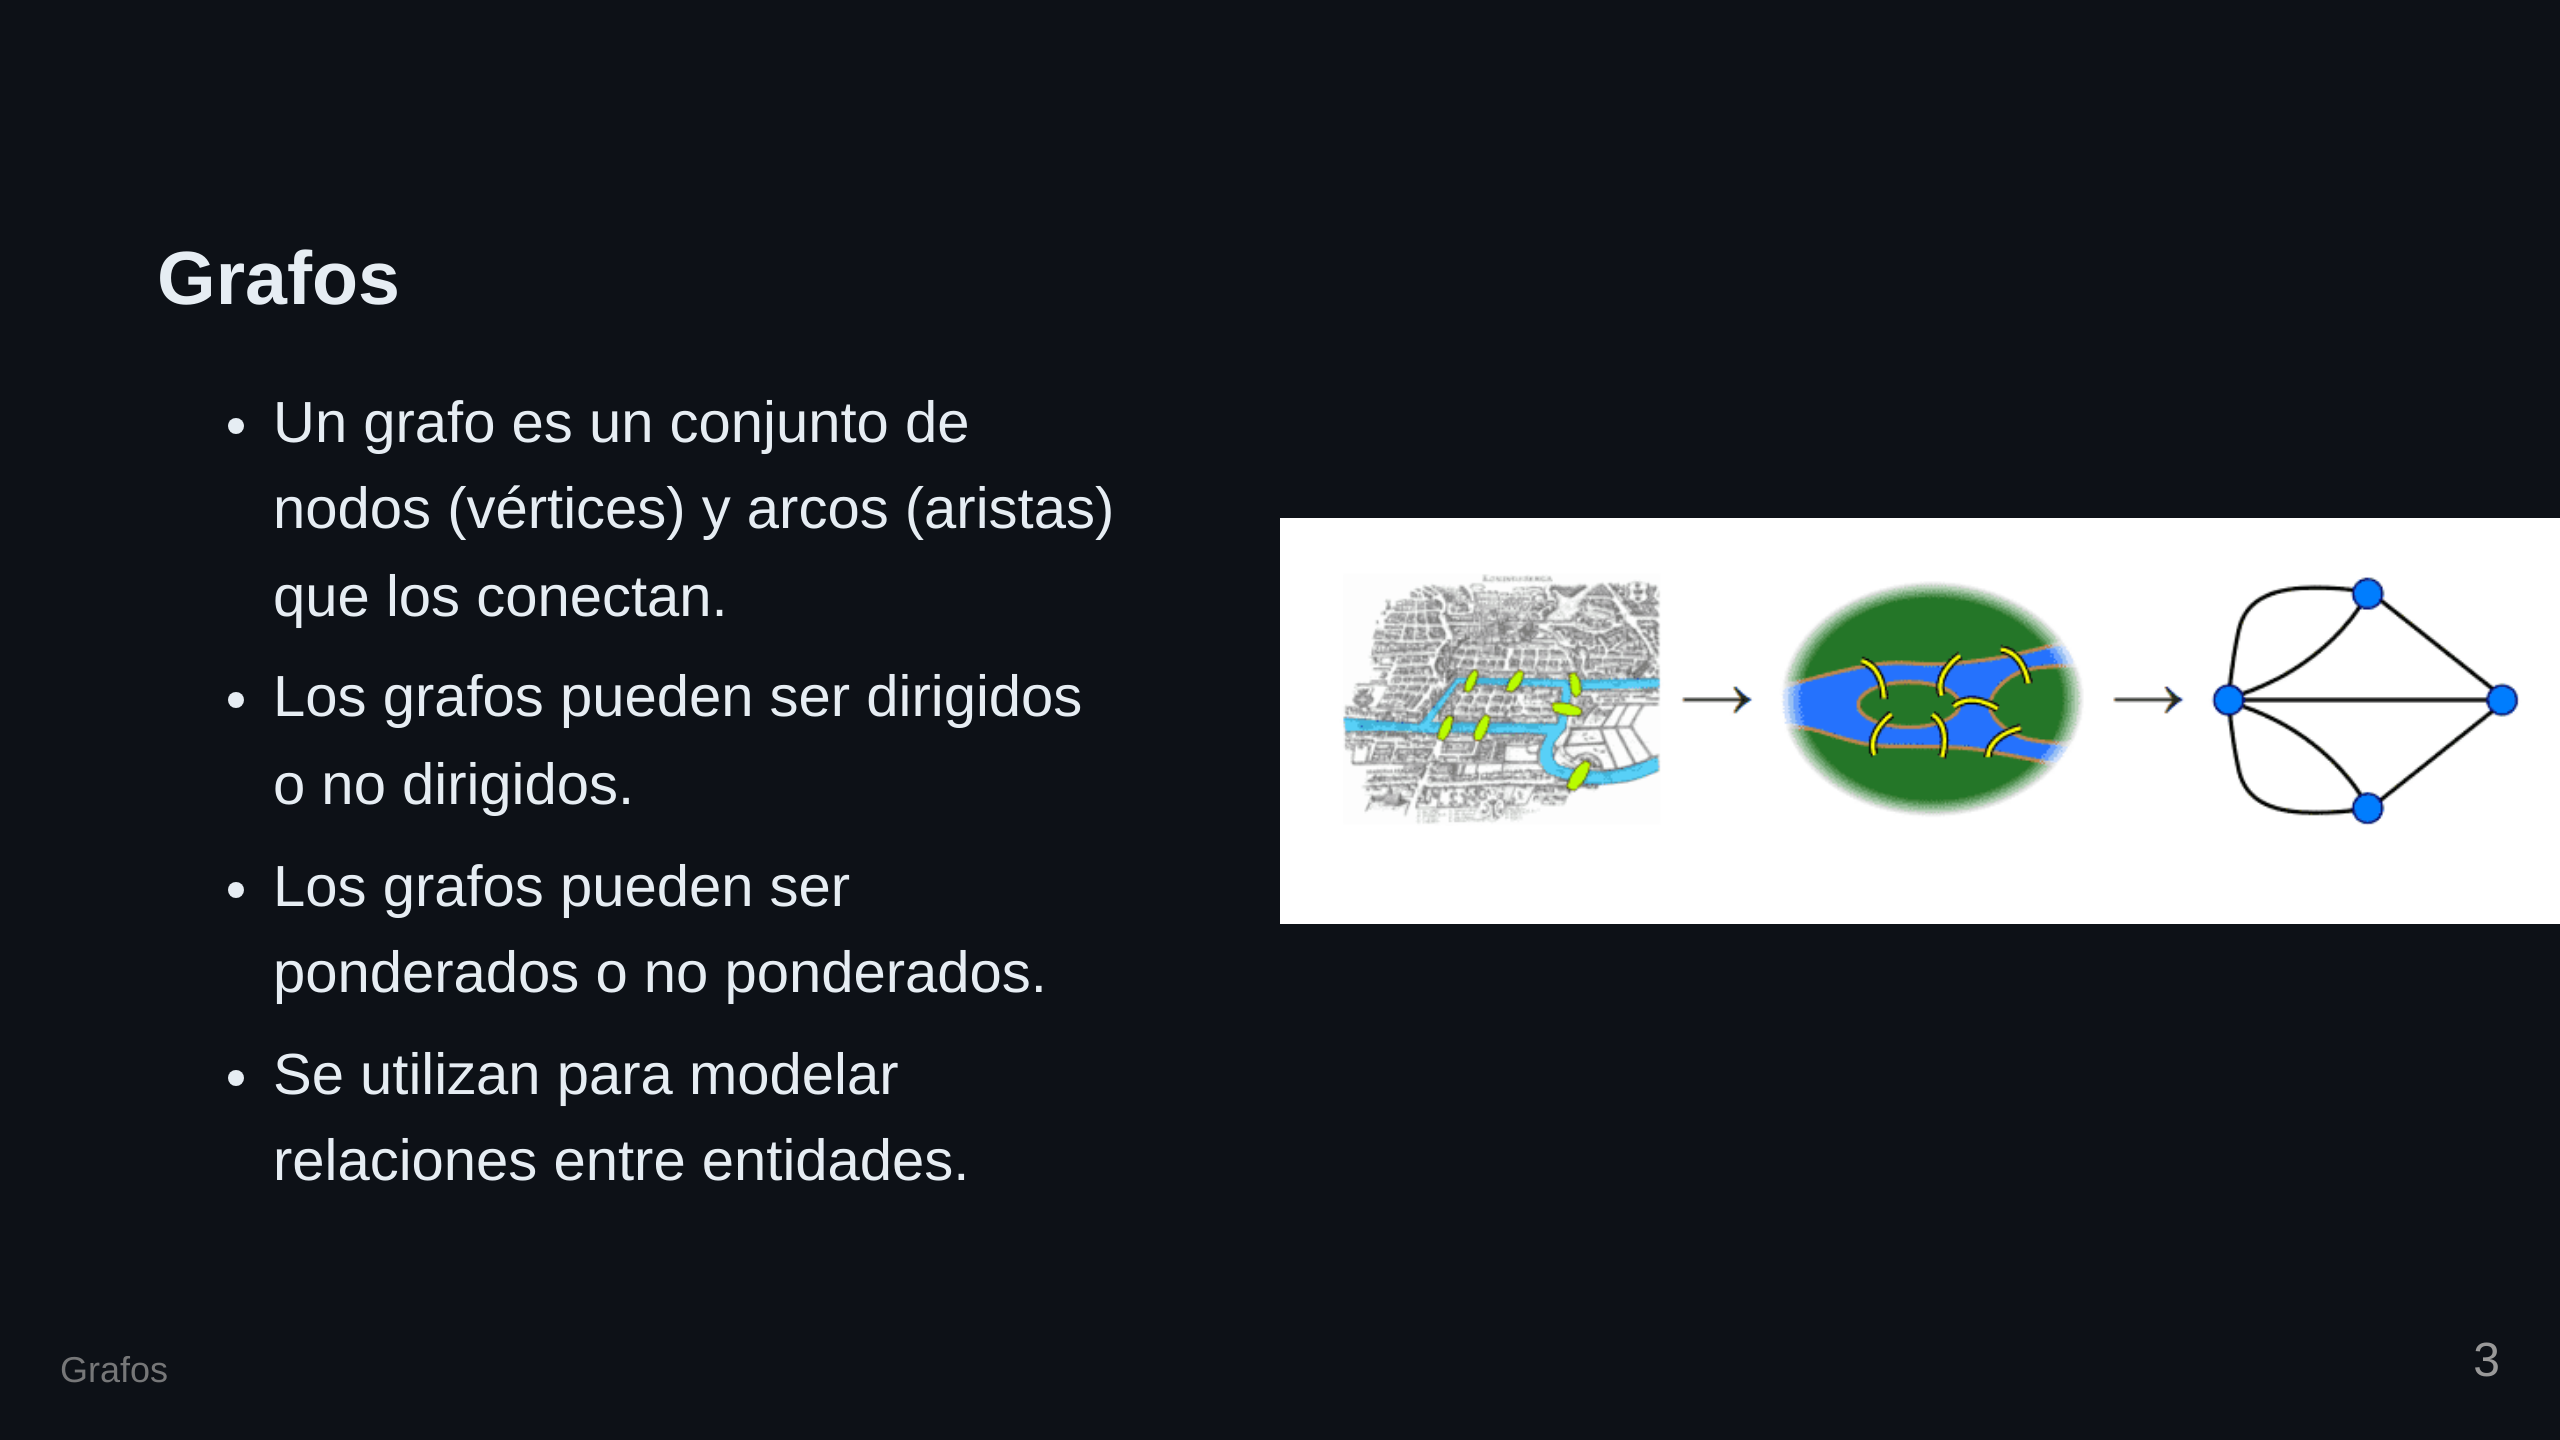 Grafos
• Un grafo es un conjunto de
nodos (vértices) y arcos (aristas)
que los conectan.
• Los grafos pueden ser dirigidos
o no dirigidos.
• Los grafos pueden ser
ponderados o no ponderados.
• Se utilizan para modelar
relaciones entre entidades.
Grafos
3